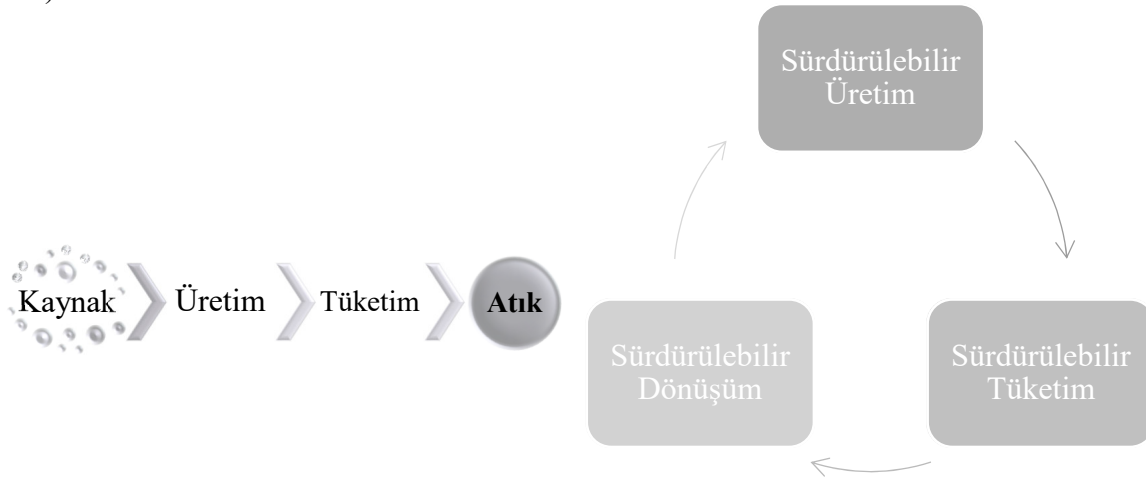 Kaynak
Üretim
Tüketim
Atık
Sürdürülebilir
Üretim
Sürdürülebilir
Tüketim
Sürdürülebilir
Dönüşüm